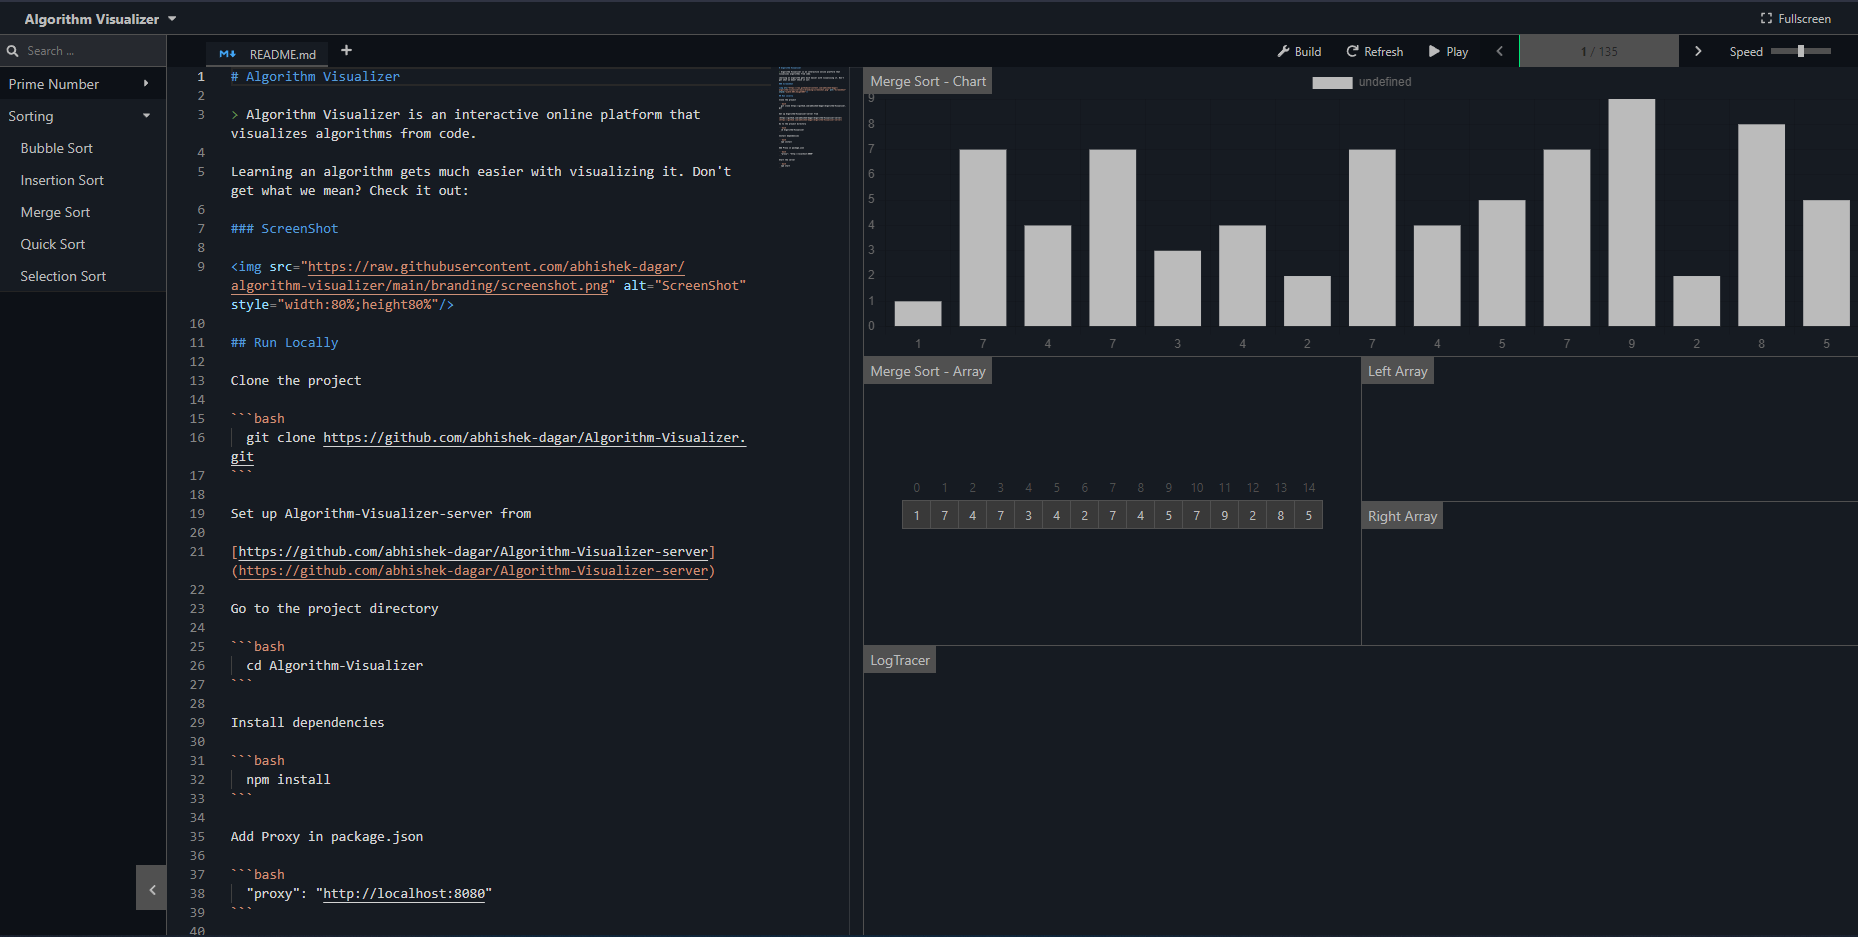 Algorithm Visualizer
Fullscreen
Search ...
Prime Number
Sorting
Bubble Sort
Insertion Sort
Merge Sort
Quick Sort
Selection Sort
README.md
+
Build
Refresh
Play
1 / 135
Speed
1 # Algorithm Visualizer
2
3 > Algorithm Visualizer is an interactive online platform that
visualizes algorithms from code.
4
5 Learning an algorithm gets much easier with visualizing it. Don't
get what we mean? Check it out:
6
7 ### ScreenShot
8
9 <img src="https://raw.githubusercontent.com/abhishek-dagar/
algorithm-visualizer/main/branding/screenshot.png" alt="ScreenShot"
style="width:80%;height80%"/>
10
11 ## Run Locally
12
13 Clone the project
14
15 ```bash
16 git clone https://github.com/abhishek-dagar/Algorithm-Visualizer.
git
17 ```
18
19 Set up Algorithm-Visualizer-server from
20
21 [https://github.com/abhishek-dagar/Algorithm-Visualizer-server]
(https://github.com/abhishek-dagar/Algorithm-Visualizer-server)
22
23 Go to the project directory
24
25 ```bash
26 cd Algorithm-Visualizer
27 ```
28
29 Install dependencies
30
31 ```bash
32 npm install
33 ```
34
35 Add Proxy in package.json
36
37 ```bash
38 "proxy": "http://localhost:8080"
39 ```
40
Merge Sort - Chart
undefined
9
8
7
6
5
4
3
2
1
0
1 7 4 7 3 4 2 7 4 5 7 9 2 8 5
Merge Sort - Array
0 1 2 3 4 5 6 7 8 9 10 11 12 13 14
1 7 4 7 3 4 2 7 4 5 7 9 2 8 5
Left Array
Right Array
LogTracer